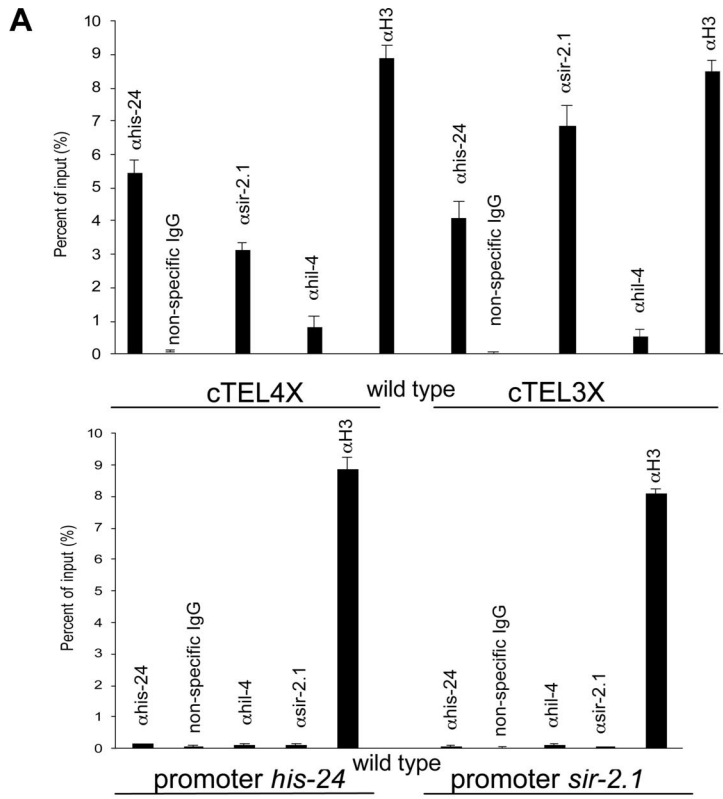 A
Percent of input (%)
10
9
8
7
6
5
4
3
2
1
0
αhis-24
non-specific IgG
αsir-2.1
αhil-4
αH3
αhis-24
non-specific IgG
αsir-2.1
αhil-4
αH3
cTEL4X
wild type
cTEL3X
Percent of input (%)
10
9
8
7
6
5
4
3
2
1
0
αhis-24
non-specific IgG
αhil-4
αsir-2.1
αH3
αhis-24
non-specific IgG
αhil-4
αsir-2.1
αH3
wild type
promoter his-24
promoter sir-2.1